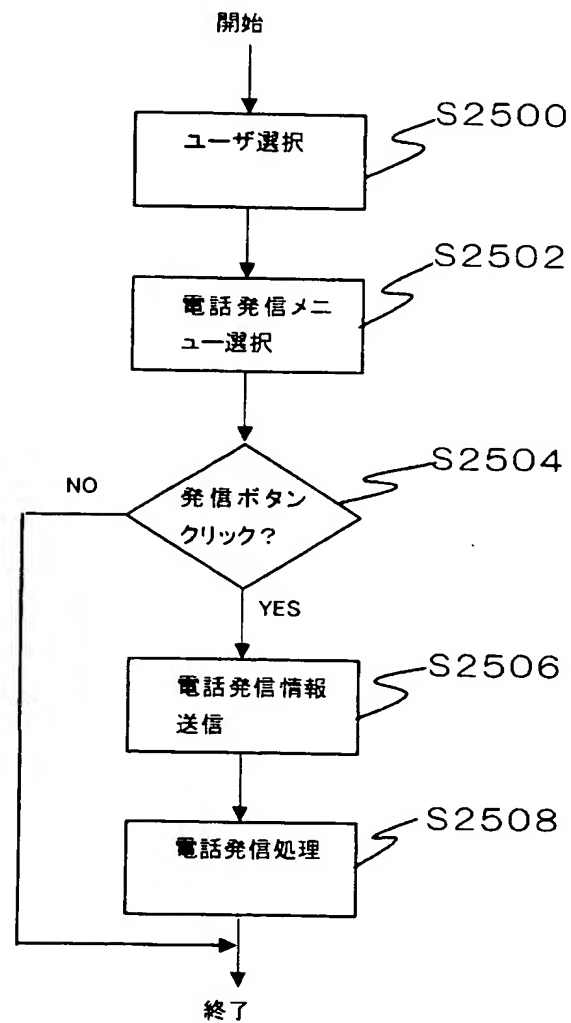 開始
ユーザ選択
S2500
電話発信メニ
ュー選択
S2502
発信ボタン
クリック?
S2504
NO
YES
電話発信情報
送信
S2506
電話発信処理
S2508
終了